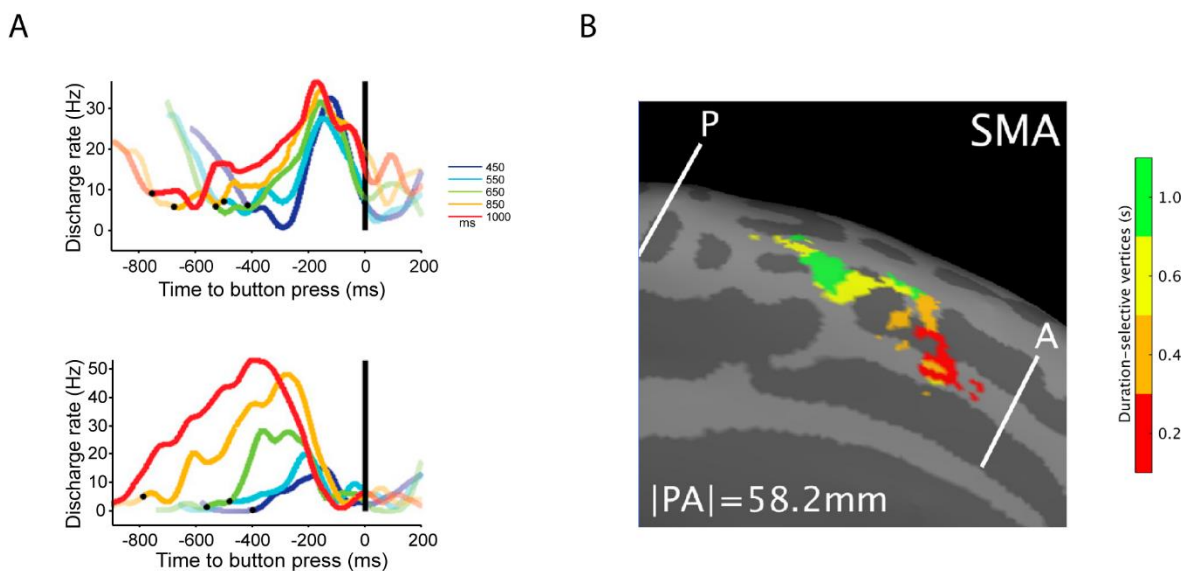 A
Discharge rate (Hz)
30
20
10
0
-800 -600 -400 -200 0 200
Time to button press (ms)
450
550
650
850
1000
ms
Discharge rate (Hz)
50
40
30
20
10
0
-800 -600 -400 -200 0 200
Time to button press (ms)
B
P
SMA
A
|PA|=58.2mm
Duration-selective vertices (s)
1.0
0.6
0.4
0.2